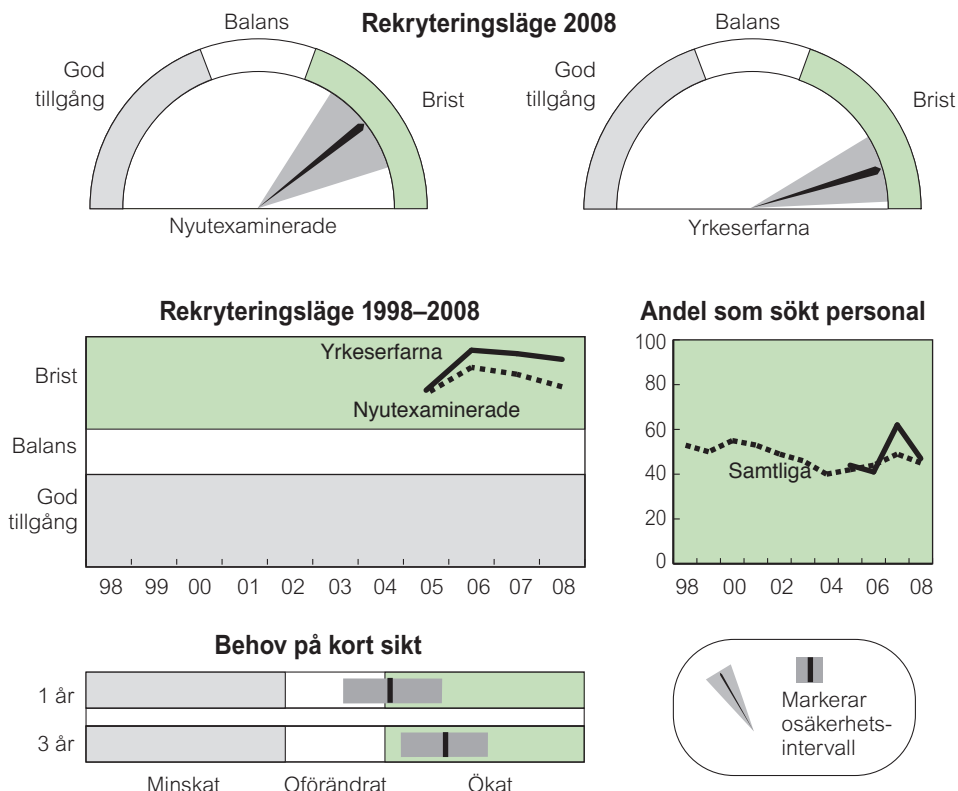 Rekryteringsläge 2008
Balans
God
tillgång
Brist
Nyutexaminerade
Balans
God
tillgång
Brist
Yrkeserfarna
Rekryteringsläge 1998–2008
Brist
Balans
God
tillgång
Yrkeserfarna
Nyutexaminerade
98 99 00 01 02 03 04 05 06 07 08
Andel som sökt personal
100
80
60
40
20
0
Samtliga
98 00 02 04 06 08
Behov på kort sikt
1 år
3 år
Minskat Oförändrat Ökat
Markerar
osäkerhets-
intervall